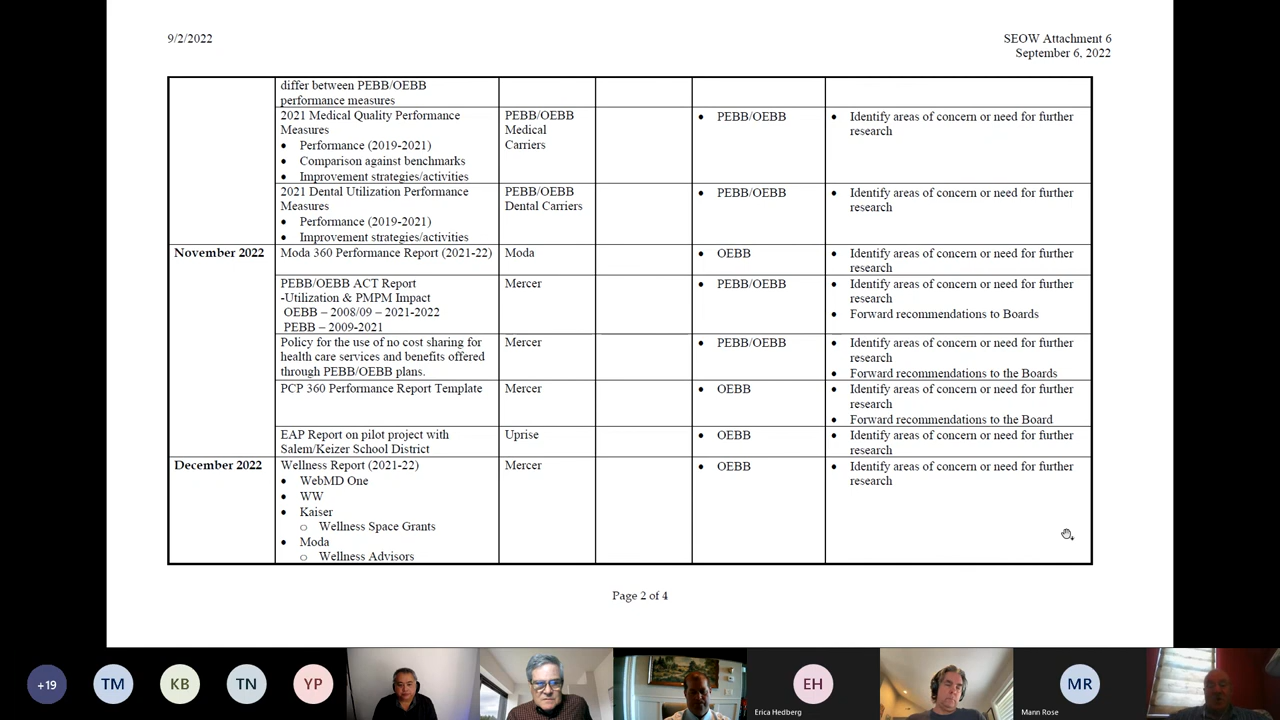 9/2/2022
SEOW Attachment 6
September 6, 2022
differ between PEBB/OEBB
performance measures
2021 Medical Quality Performance
Measures
• Performance (2019-2021)
• Comparison against benchmarks
• Improvement strategies/activities
PEBB/OEBB
Medical
Carriers
• PEBB/OEBB
• Identify areas of concern or need for further
research
2021 Dental Utilization Performance
Measures
• Performance (2019-2021)
• Improvement strategies/activities
PEBB/OEBB
Dental Carriers
• PEBB/OEBB
• Identify areas of concern or need for further
research
November 2022
Moda 360 Performance Report (2021-22)
Moda
• OEBB
• Identify areas of concern or need for further
research
PEBB/OEBB ACT Report
-Utilization & PMPM Impact
OEBB – 2008/09 – 2021-2022
PEBB – 2009-2021
Mercer
• PEBB/OEBB
• Identify areas of concern or need for further
research
• Forward recommendations to Boards
Policy for the use of no cost sharing for
health care services and benefits offered
through PEBB/OEBB plans.
Mercer
• PEBB/OEBB
• Identify areas of concern or need for further
research
• Forward recommendations to the Boards
PCP 360 Performance Report Template
Mercer
• OEBB
• Identify areas of concern or need for further
research
• Forward recommendations to the Board
EAP Report on pilot project with
Salem/Keizer School District
Uprise
• OEBB
• Identify areas of concern or need for further
research
December 2022
Wellness Report (2021-22)
• WebMD One
• WW
• Kaiser
o Wellness Space Grants
• Moda
o Wellness Advisors
Mercer
• OEBB
• Identify areas of concern or need for further
research
Page 2 of 4
+19
TM
KB
TN
YP
EH
Erica Hedberg
MR
Mann Rose